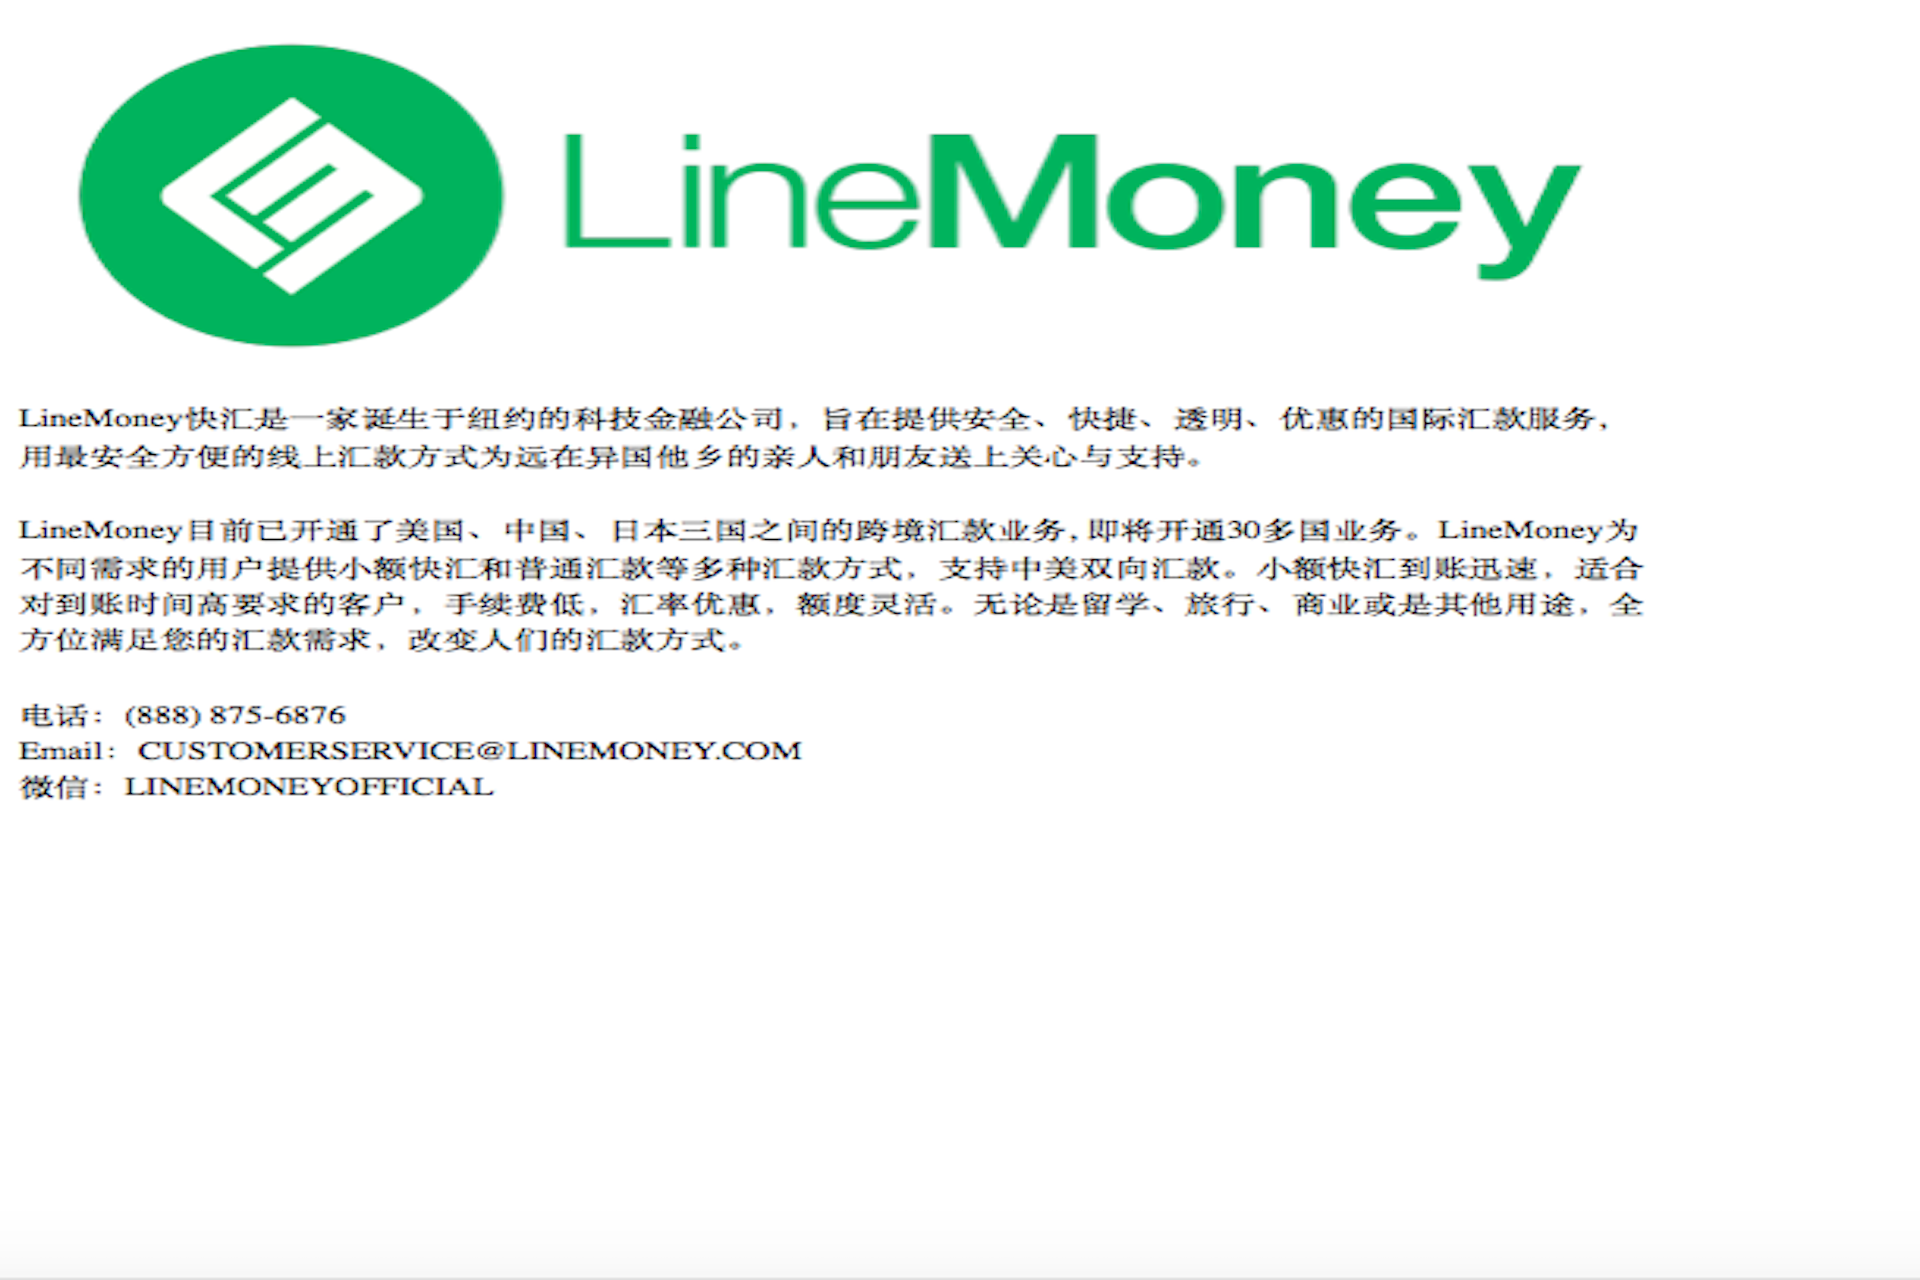 LineMoney
LineMoney快汇是一家诞生于纽约的科技金融公司，旨在提供安全、快捷、透明、优惠的国际汇款服务，
用最安全方便的线上汇款方式为远在异国他乡的亲人和朋友送上关心与支持。
LineMoney目前已开通了美国、中国、日本三国之间的跨境汇款业务,即将开通30多国业务。LineMoney为
不同需求的用户提供小额快汇和普通汇款等多种汇款方式，支持中美双向汇款。小额快汇到账迅速，适合
对到账时间高要求的客户，手续费低，汇率优惠，额度灵活。无论是留学、旅行、商业或是其他用途，全
方位满足您的汇款需求，改变人们的汇款方式。
电话：(888) 875-6876
Email：CUSTOMERSERVICE@LINEMONEY.COM
微信：LINEMONEYOFFICIAL